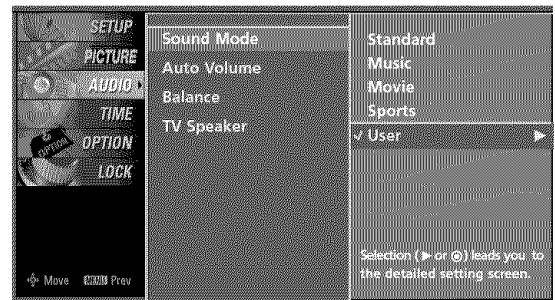 SETUP
PICTURE
AUDIO
TIME
OPTION
LOCK
Move MENU Prev
Sound Mode
Auto Volume
Balance
TV Speaker
Standard
Music
Movie
Sports
✓ User ▶
Selection (▶ or ◉) leads you to
the detailed setting screen.
OPTION